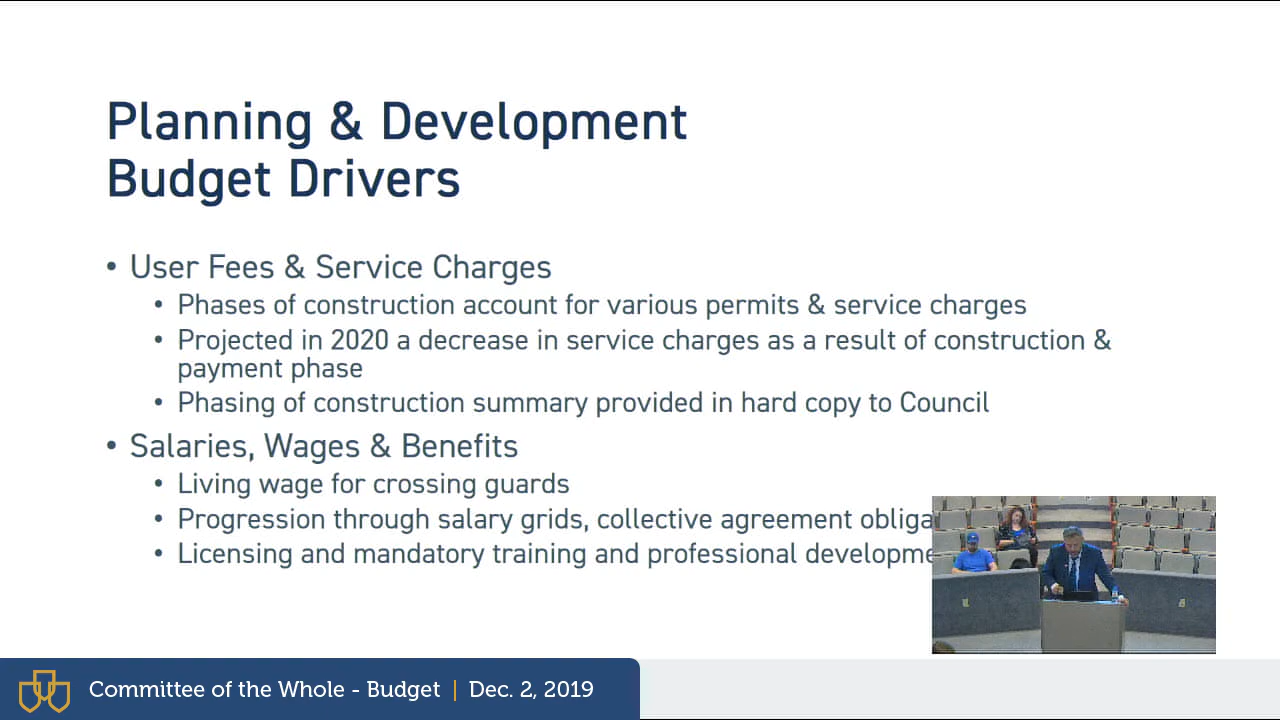 Planning & Development
Budget Drivers
• User Fees & Service Charges
• Phases of construction account for various permits & service charges
• Projected in 2020 a decrease in service charges as a result of construction &
payment phase
• Phasing of construction summary provided in hard copy to Council
• Salaries, Wages & Benefits
• Living wage for crossing guards
• Progression through salary grids, collective agreement
• Licensing and mandatory training and professional
Committee of the Whole - Budget | Dec. 2, 2019